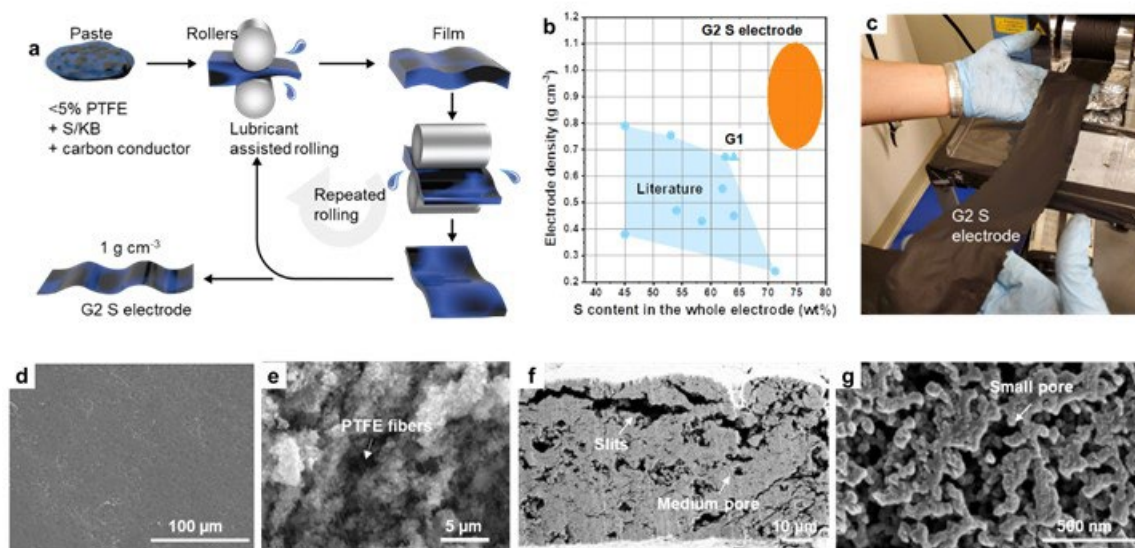 a
Paste
Rollers
Film
<5% PTFE
+ S/KB
+ carbon conductor
Lubricant
assisted rolling
Repeated
rolling
1 g cm⁻³
G2 S electrode
b
G2 S electrode
G1
Literature
Electrode density (g cm⁻³)
1.2
1.1
1.0
0.9
0.8
0.7
0.6
0.5
0.4
0.3
0.2
40 45 50 55 60 65 70 75 80
S content in the whole electrode (wt%)
c
G2 S
electrode
d
100 µm
e
PTFE fibers
5 µm
f
Slits
Medium pore
10 µm
g
Small pore
500 nm